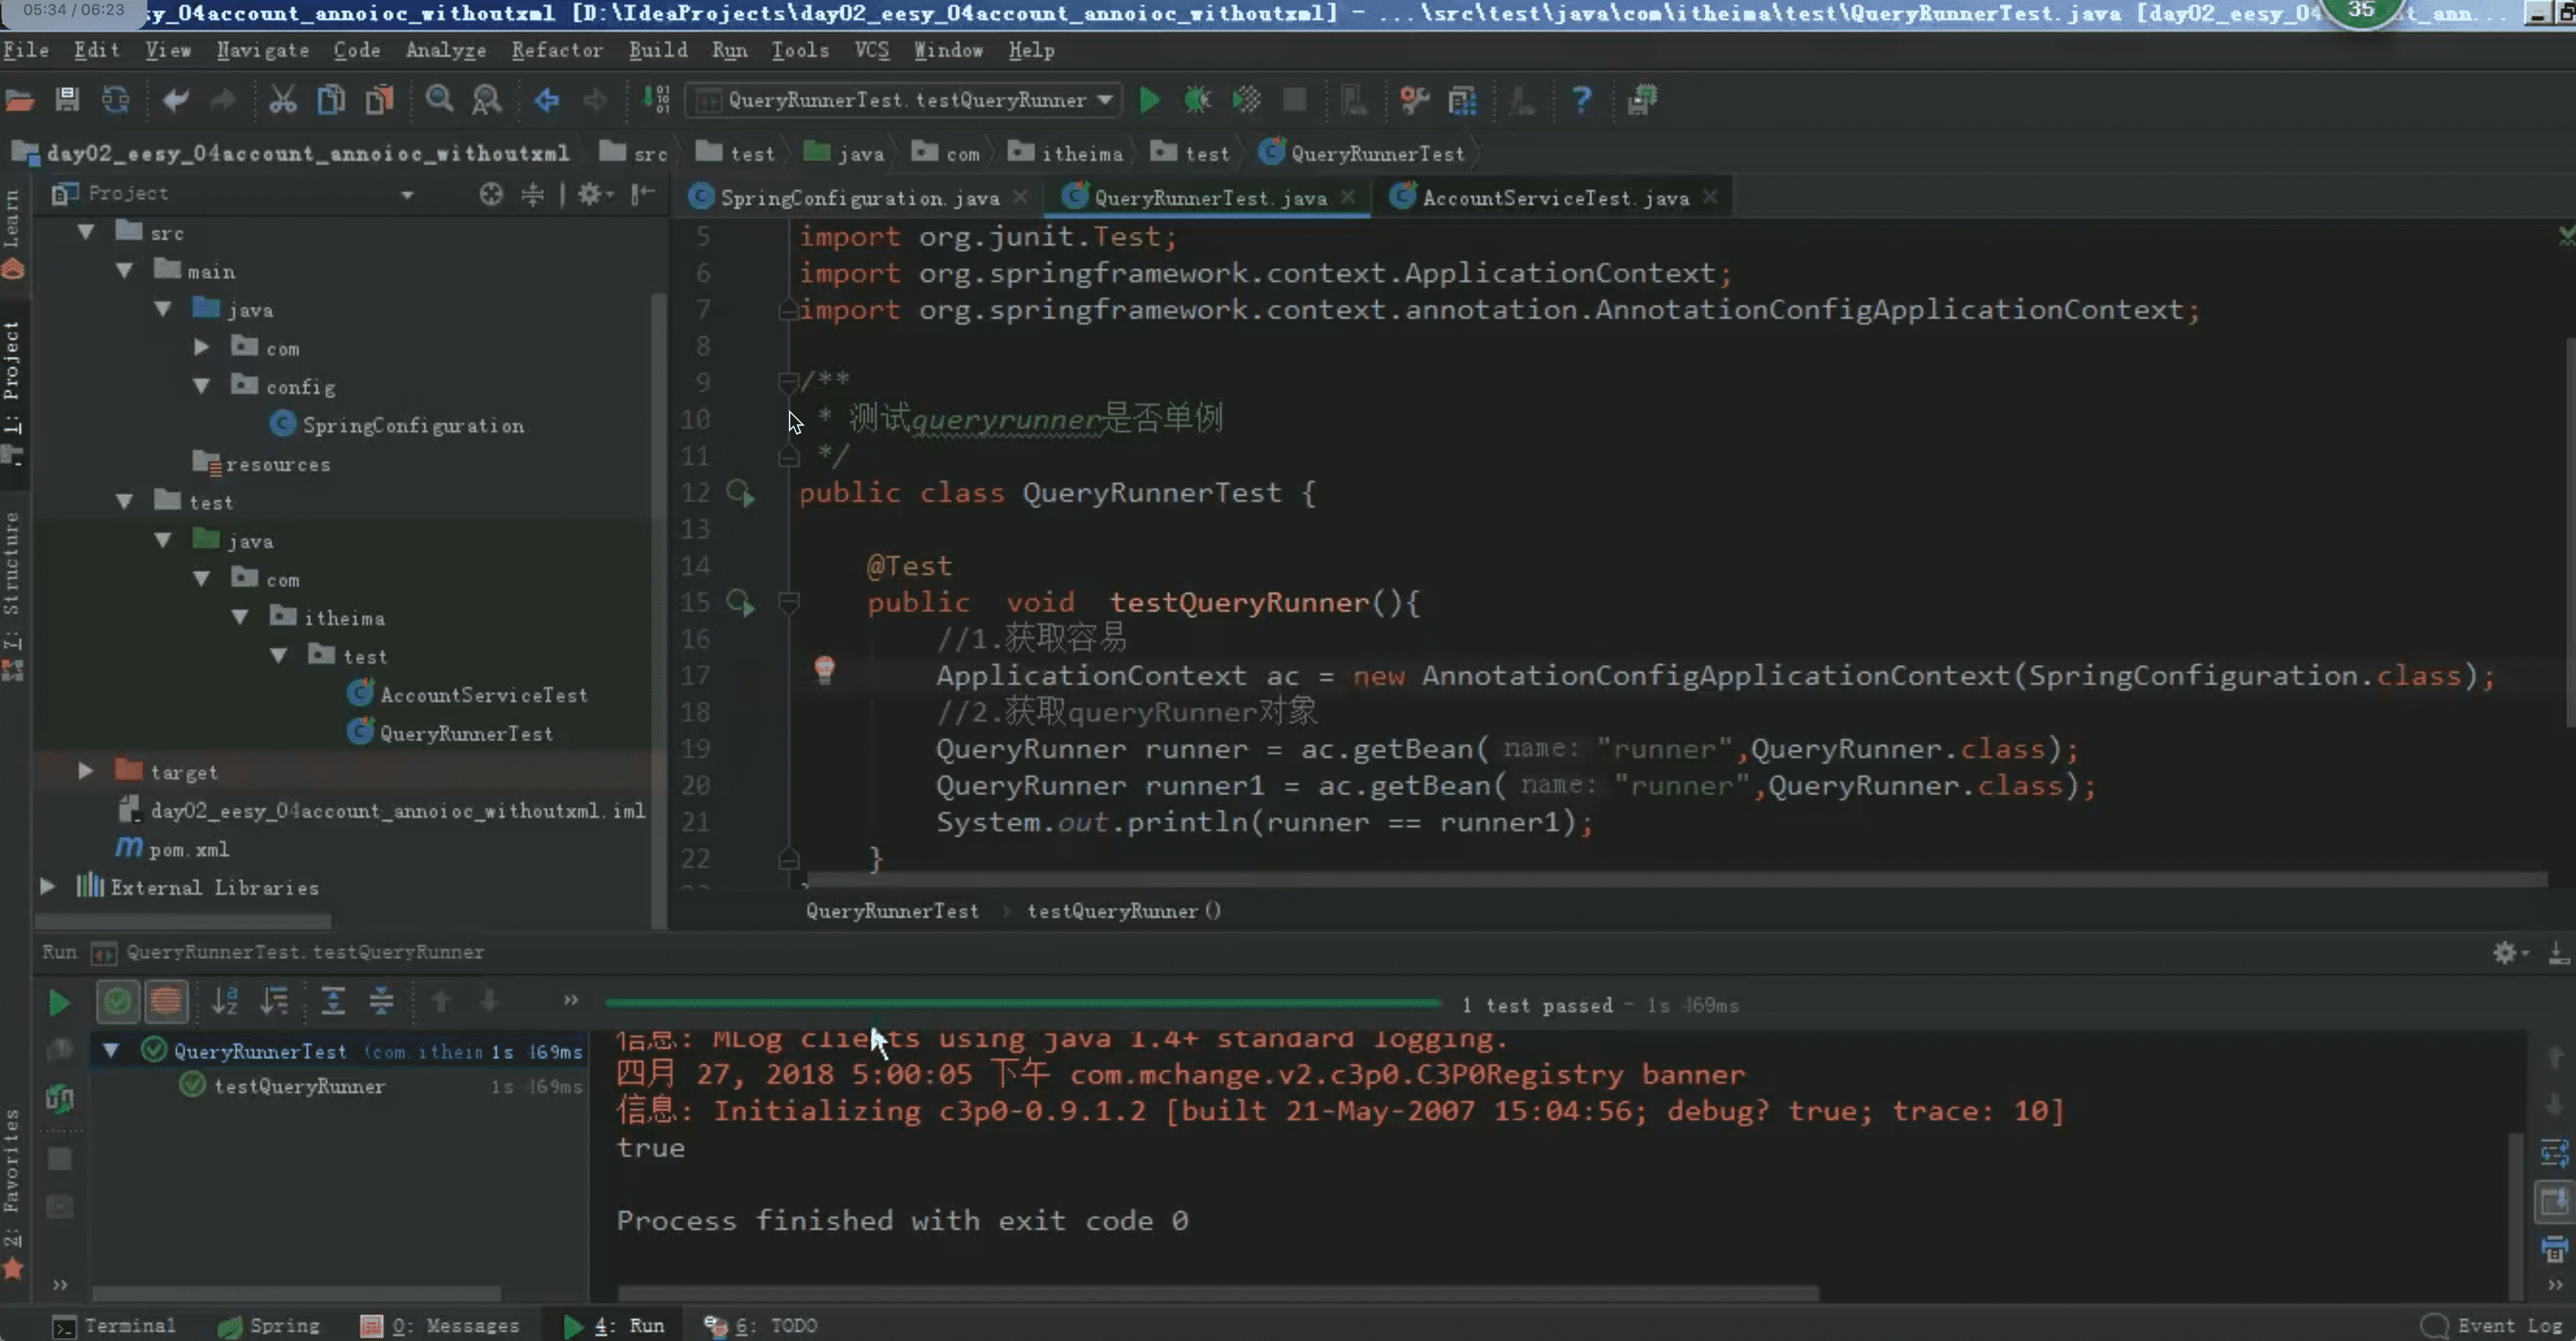 05:34 / 06:23
sy_04account_annoioc_withoutxml [D:\IdeaProjects\day02_eesy_04account_annoioc_withoutxml] - ...\src\test\java\com\itheima\test\QueryRunnerTest.java [day02_eesy_04 t_ann...
35
File Edit View Navigate Code Analyze Refactor Build Run Tools VCS Window Help
QueryRunnerTest.testQueryRunner
day02_eesy_04account_annoioc_withoutxml src test java com itheima test QueryRunnerTest
Project
SpringConfiguration.java QueryRunnerTest.java AccountServiceTest.java
Learn
1: Project
7: Structure
2: Favorites
src
main
java
com
config
SpringConfiguration
resources
test
java
com
itheima
test
AccountServiceTest
QueryRunnerTest
target
day02_eesy_04account_annoioc_withoutxml.iml
pom.xml
External Libraries
5 import org.junit.Test;
6 import org.springframework.context.ApplicationContext;
7 import org.springframework.context.annotation.AnnotationConfigApplicationContext;
8
9 /**
10 * 测试queryrunner是否单例
11 */
12 public class QueryRunnerTest {
13
14 @Test
15 public void testQueryRunner(){
16 //1.获取容易
17 ApplicationContext ac = new AnnotationConfigApplicationContext(SpringConfiguration.class);
18 //2.获取queryRunner对象
19 QueryRunner runner = ac.getBean( name: "runner",QueryRunner.class);
20 QueryRunner runner1 = ac.getBean( name: "runner",QueryRunner.class);
21 System.out.println(runner == runner1);
22 }
QueryRunnerTest testQueryRunner()
Run QueryRunnerTest.testQueryRunner
1 test passed - 1s 469ms
QueryRunnerTest (com.itheim 1s 469ms
testQueryRunner 1s 469ms
信息: MLog clients using java 1.4+ standard logging.
四月 27, 2018 5:00:05 下午 com.mchange.v2.c3p0.C3P0Registry banner
信息: Initializing c3p0-0.9.1.2 [built 21-May-2007 15:04:56; debug? true; trace: 10]
true
Process finished with exit code 0
Terminal Spring 0: Messages 4: Run 6: TODO Event Log